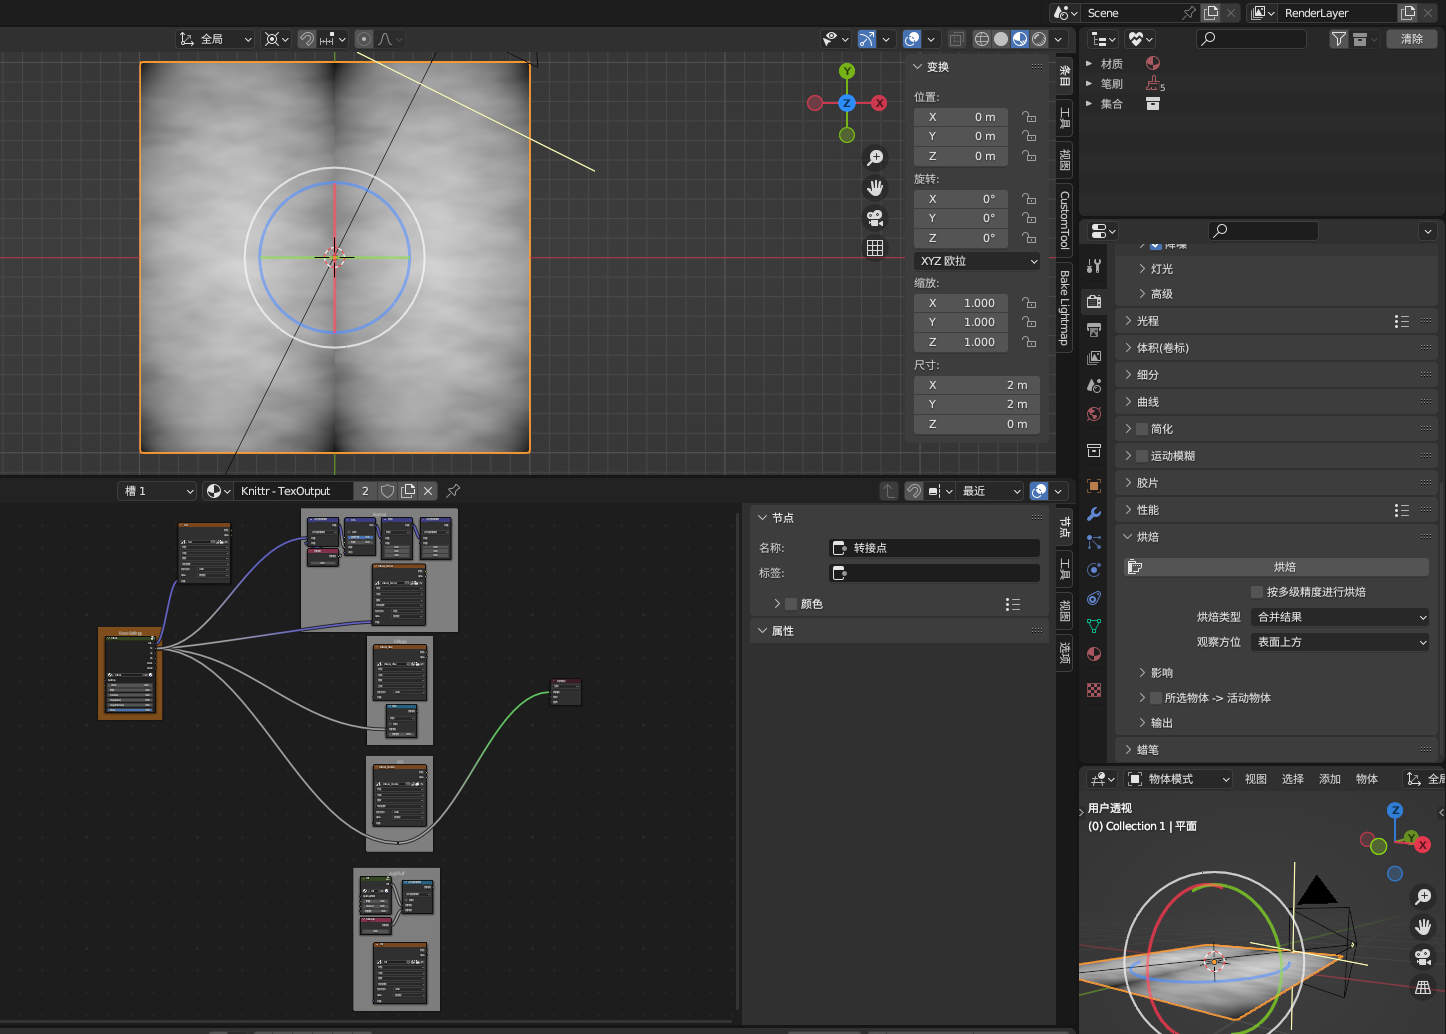 Scene
RenderLayer
全局
清除
材质
笔刷
5
集合
Y
X
Z
变换
位置:
X 0 m
Y 0 m
Z 0 m
旋转:
X 0°
Y 0°
Z 0°
XYZ 欧拉
缩放:
X 1.000
Y 1.000
Z 1.000
尺寸:
X 2 m
Y 2 m
Z 0 m
条目
工具
视图
CustomTool
Bake Lightmap
降噪
灯光
高级
光程
体积(卷标)
细分
曲线
简化
运动模糊
胶片
性能
烘焙
烘焙
按多级精度进行烘焙
烘焙类型 合并结果
观察方位 表面上方
影响
所选物体 -> 活动物体
输出
蜡笔
槽 1
Knittr - TexOutput
2
最近
节点
名称: 转接点
标签:
颜色
属性
节点
工具
视图
选项
物体模式
视图
选择
添加
物体
全局
用户透视
(0) Collection 1 | 平面
Z
Y
X